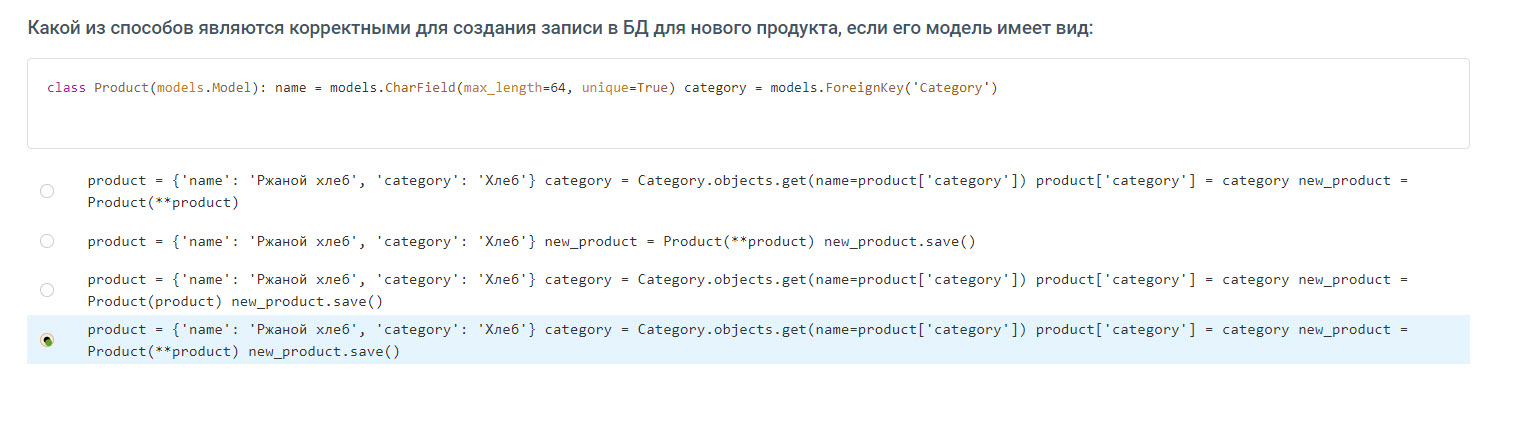 Какой из способов являются корректными для создания записи в БД для нового продукта, если его модель имеет вид:
class Product(models.Model): name = models.CharField(max_length=64, unique=True) category = models.ForeignKey('Category')
product = {'name': 'Ржаной хлеб', 'category': 'Хлеб'} category = Category.objects.get(name=product['category']) product['category'] = category new_product =
Product(**product)
product = {'name': 'Ржаной хлеб', 'category': 'Хлеб'} new_product = Product(**product) new_product.save()
product = {'name': 'Ржаной хлеб', 'category': 'Хлеб'} category = Category.objects.get(name=product['category']) product['category'] = category new_product =
Product(product) new_product.save()
product = {'name': 'Ржаной хлеб', 'category': 'Хлеб'} category = Category.objects.get(name=product['category']) product['category'] = category new_product =
Product(**product) new_product.save()